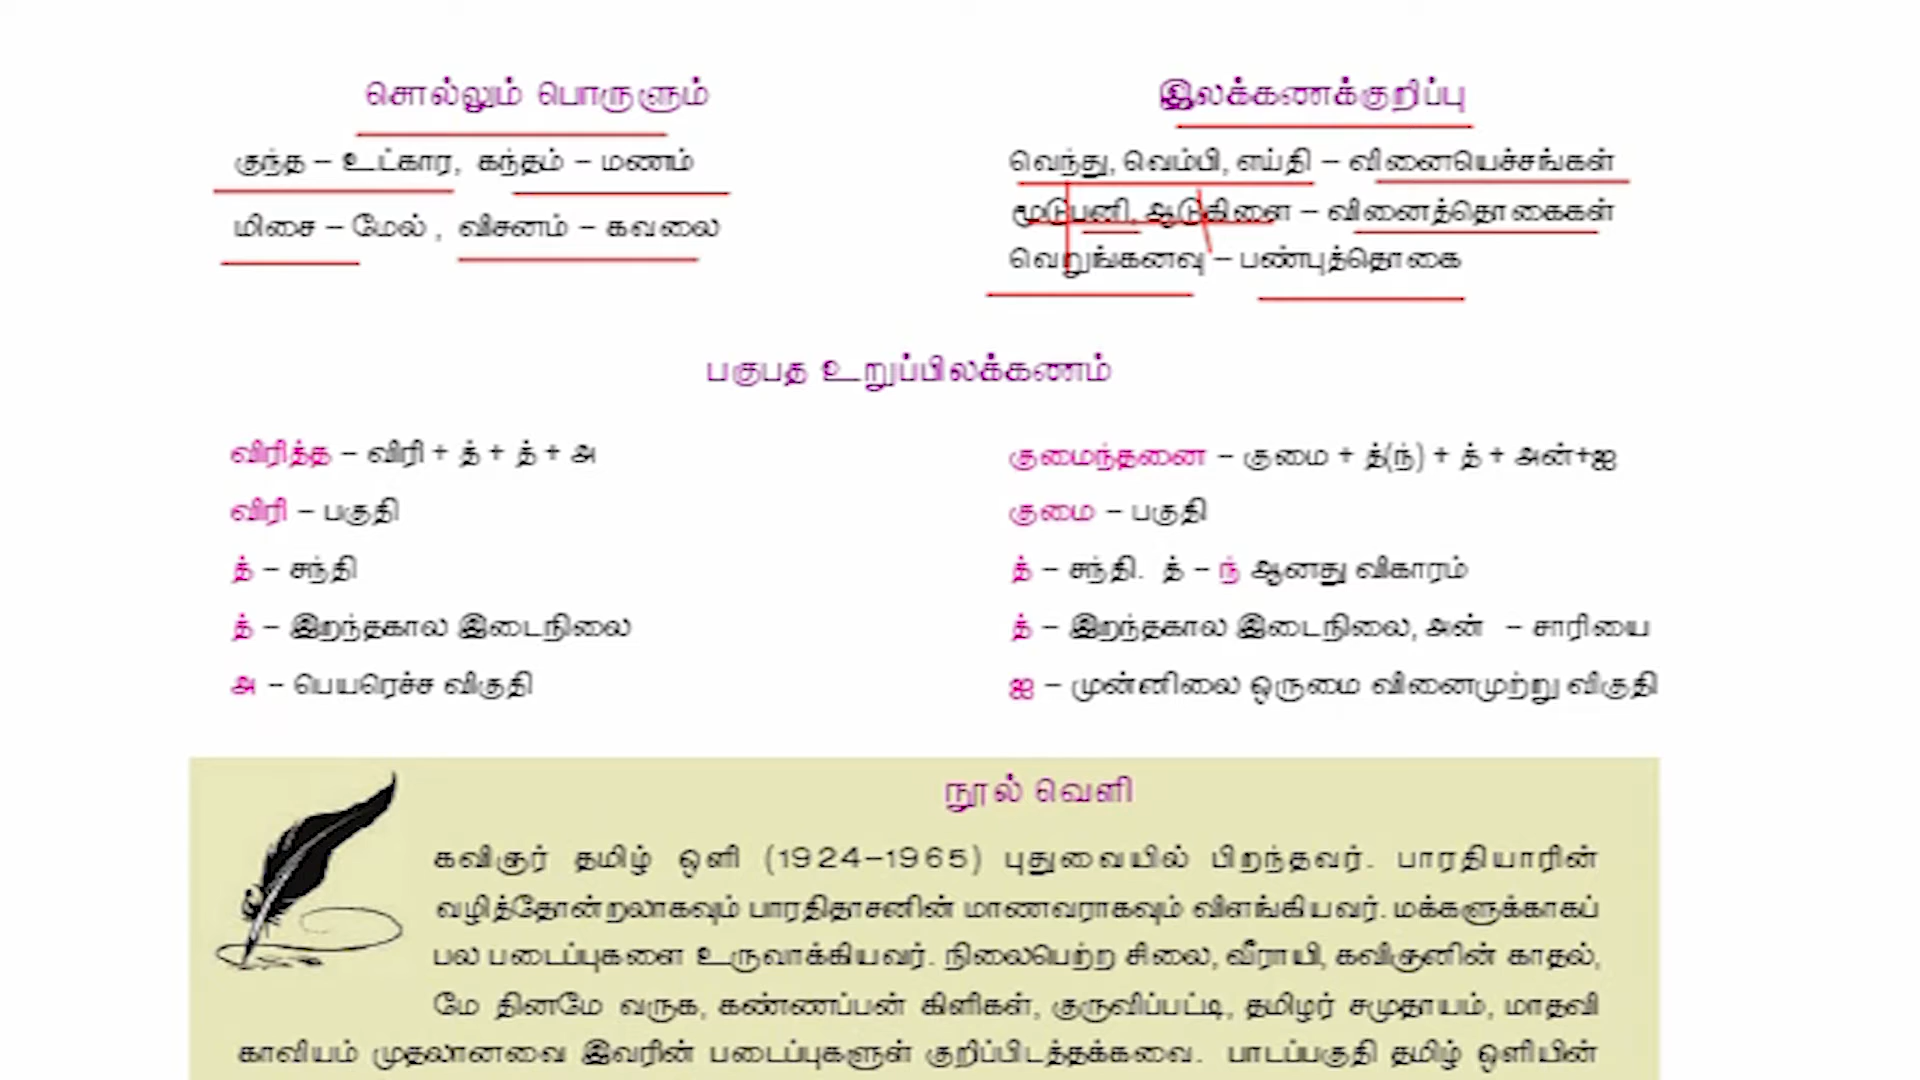 சொல்லும் பொருளும்
குந்த – உட்கார, கந்தம் – மணம்
மிசை – மேல் , விசனம் – கவலை
இலக்கணக்குறிப்பு
வெந்து, வெம்பி, எய்தி – வினையெச்சங்கள்
மூடுபனி, ஆடுகிளை – வினைத்தொகைகள்
வெறுங்கனவு – பண்புத்தொகை
பகுபத உறுப்பிலக்கணம்
விரித்த – விரி + த் + த் + அ
விரி – பகுதி
த் – சந்தி
த் – இறந்தகால இடைநிலை
அ – பெயரெச்ச விகுதி
குமைந்தனை – குமை + த்(ந்) + த் + அன்+ஐ
குமை – பகுதி
த் – சந்தி. த் – ந் ஆனது விகாரம்
த் – இறந்தகால இடைநிலை, அன் – சாரியை
ஐ – முன்னிலை ஒருமை வினைமுற்று விகுதி
நூல் வெளி
கவிஞர் தமிழ் ஒளி (1924–1965) புதுவையில் பிறந்தவர். பாரதியாரின்
வழித்தோன்றலாகவும் பாரதிதாசனின் மாணவராகவும் விளங்கியவர். மக்களுக்காகப்
பல படைப்புகளை உருவாக்கியவர். நிலைபெற்ற சிலை, வீராயி, கவிஞனின் காதல்,
மே தினமே வருக, கண்ணப்பன் கிளிகள், குருவிப்பட்டி, தமிழர் சமுதாயம், மாதவி
காவியம் முதலானவை இவரின் படைப்புகளுள் குறிப்பிடத்தக்கவை. பாடப்பகுதி தமிழ் ஒளியின்